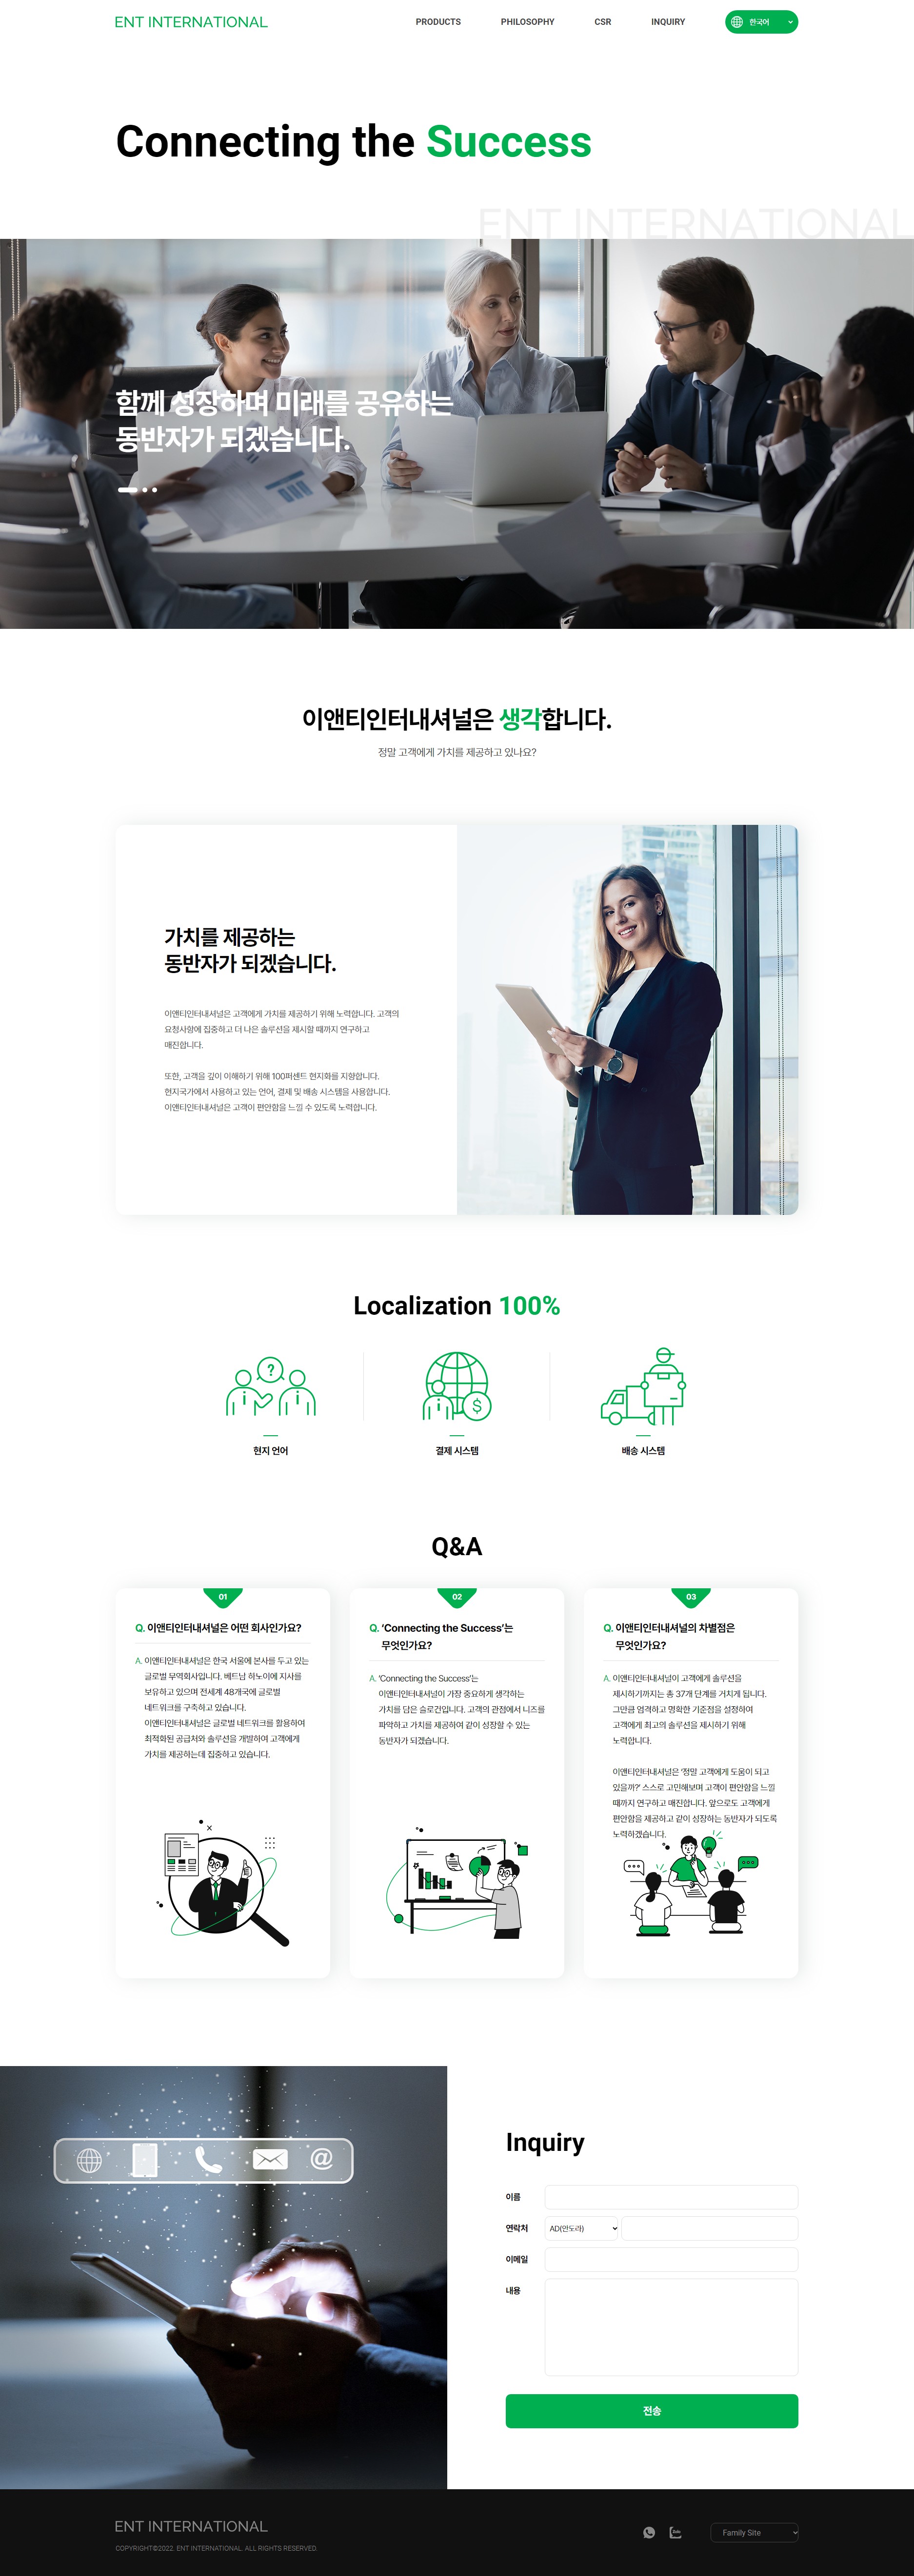 ENT INTERNATIONAL
PRODUCTS
PHILOSOPHY
CSR
INQUIRY
한국어
Connecting the Success
ENT INTERNATIONAL
함께 성장하며 미래를 공유하는
동반자가 되겠습니다.
이앤티인터내셔널은 생각합니다.
정말 고객에게 가치를 제공하고 있나요?
가치를 제공하는
동반자가 되겠습니다.
이앤티인터내셔널은 고객에게 가치를 제공하기 위해 노력합니다. 고객의
요청사항에 집중하고 더 나은 솔루션을 제시할 때까지 연구하고
매진합니다.
또한, 고객을 깊이 이해하기 위해 100퍼센트 현지화를 지향합니다.
현지국가에서 사용하고 있는 언어, 결제 및 배송 시스템을 사용합니다.
이앤티인터내셔널은 고객이 편안함을 느낄 수 있도록 노력합니다.
Localization 100%
현지 언어
결제 시스템
배송 시스템
Q&A
01
Q. 이앤티인터내셔널은 어떤 회사인가요?
A. 이앤티인터내셔널은 한국 서울에 본사를 두고 있는
글로벌 무역회사입니다. 베트남 하노이에 지사를
보유하고 있으며 전세계 48개국에 글로벌
네트워크를 구축하고 있습니다.
이앤티인터내셔널은 글로벌 네트워크를 활용하여
최적화된 공급처와 솔루션을 개발하여 고객에게
가치를 제공하는데 집중하고 있습니다.
02
Q. ‘Connecting the Success’는
무엇인가요?
A. ‘Connecting the Success’는
이앤티인터내셔널이 가장 중요하게 생각하는
가치를 담은 슬로건입니다. 고객의 관점에서 니즈를
파악하고 가치를 제공하여 같이 성장할 수 있는
동반자가 되겠습니다.
03
Q. 이앤티인터내셔널의 차별점은
무엇인가요?
A. 이앤티인터내셔널이 고객에게 솔루션을
제시하기까지는 총 37개 단계를 거치게 됩니다.
그만큼 엄격하고 명확한 기준점을 설정하여
고객에게 최고의 솔루션을 제시하기 위해
노력합니다.
이앤티인터내셔널은 ‘정말 고객에게 도움이 되고
있을까?’ 스스로 고민해보며 고객이 편안함을 느낄
때까지 연구하고 매진합니다. 앞으로도 고객에게
편안함을 제공하고 같이 성장하는 동반자가 되도록
노력하겠습니다.
Inquiry
이름
연락처
AD(안도라)
이메일
내용
전송
ENT INTERNATIONAL
COPYRIGHT©2022. ENT INTERNATIONAL. ALL RIGHTS RESERVED.
Family Site